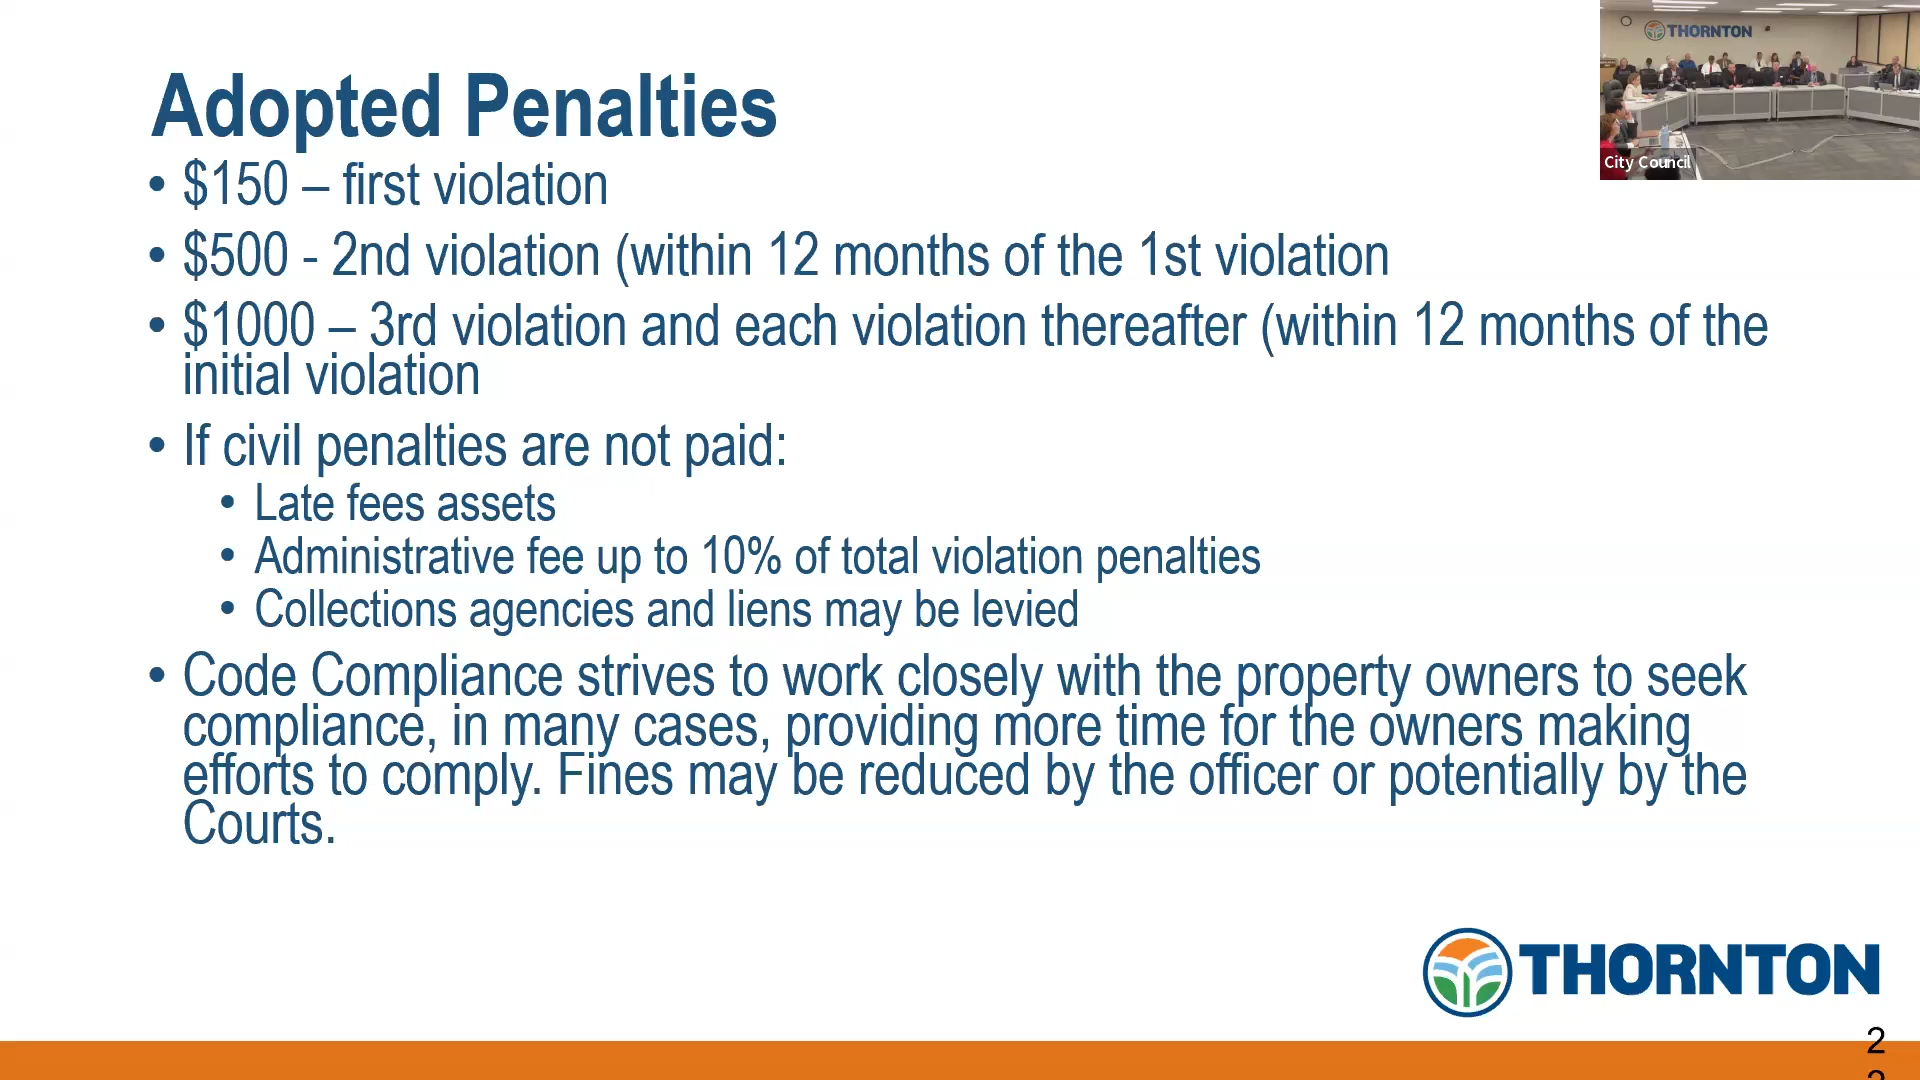 THORNTON
City Council
Adopted Penalties
• $150 – first violation
• $500 - 2nd violation (within 12 months of the 1st violation
• $1000 – 3rd violation and each violation thereafter (within 12 months of the
initial violation
• If civil penalties are not paid:
• Late fees assets
• Administrative fee up to 10% of total violation penalties
• Collections agencies and liens may be levied
• Code Compliance strives to work closely with the property owners to seek
compliance, in many cases, providing more time for the owners making
efforts to comply. Fines may be reduced by the officer or potentially by the
Courts.
THORNTON
2